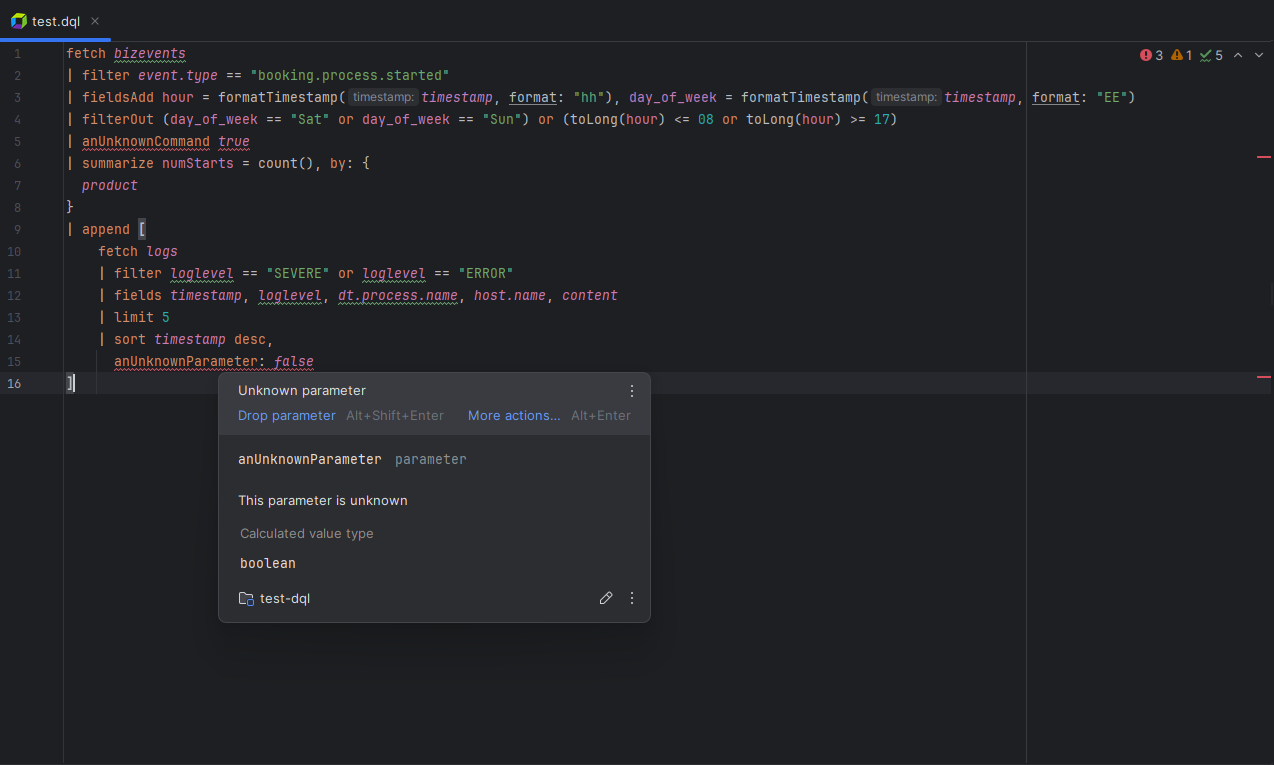 test.dql
3 1 5
1 fetch bizevents
2 | filter event.type == "booking.process.started"
3 | fieldsAdd hour = formatTimestamp( timestamp: timestamp, format: "hh"), day_of_week = formatTimestamp( timestamp: timestamp, format: "EE")
4 | filterOut (day_of_week == "Sat" or day_of_week == "Sun") or (toLong(hour) <= 08 or toLong(hour) >= 17)
5 | anUnknownCommand true
6 | summarize numStarts = count(), by: {
7 product
8 }
9 | append [
10 fetch logs
11 | filter loglevel == "SEVERE" or loglevel == "ERROR"
12 | fields timestamp, loglevel, dt.process.name, host.name, content
13 | limit 5
14 | sort timestamp desc,
15 anUnknownParameter: false
16 ]
Unknown parameter
Drop parameter Alt+Shift+Enter More actions... Alt+Enter
anUnknownParameter parameter
This parameter is unknown
Calculated value type
boolean
test-dql